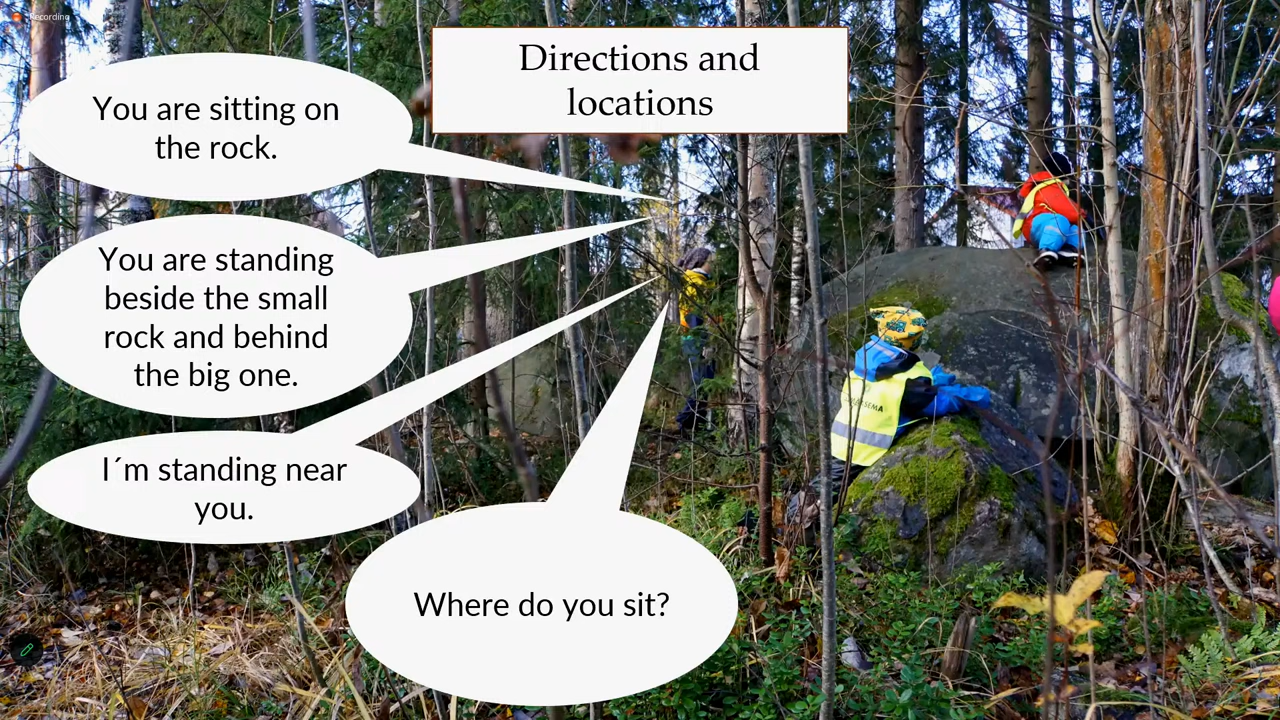 Recording
Directions and
locations
You are sitting on
the rock.
You are standing
beside the small
rock and behind
the big one.
I´m standing near
you.
Where do you sit?